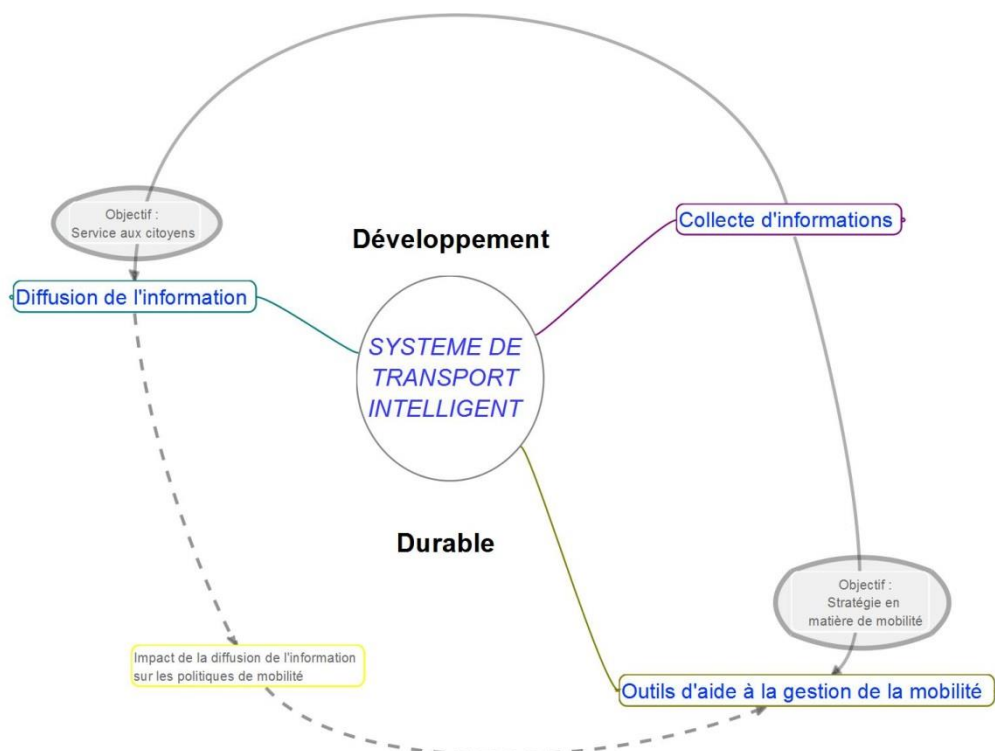 Objectif :
Service aux citoyens
Collecte d'informations
Développement
Diffusion de l'information
SYSTEME DE
TRANSPORT
INTELLIGENT
Durable
Objectif :
Stratégie en
matière de mobilité
Impact de la diffusion de l'information
sur les politiques de mobilité
Outils d'aide à la gestion de la mobilité